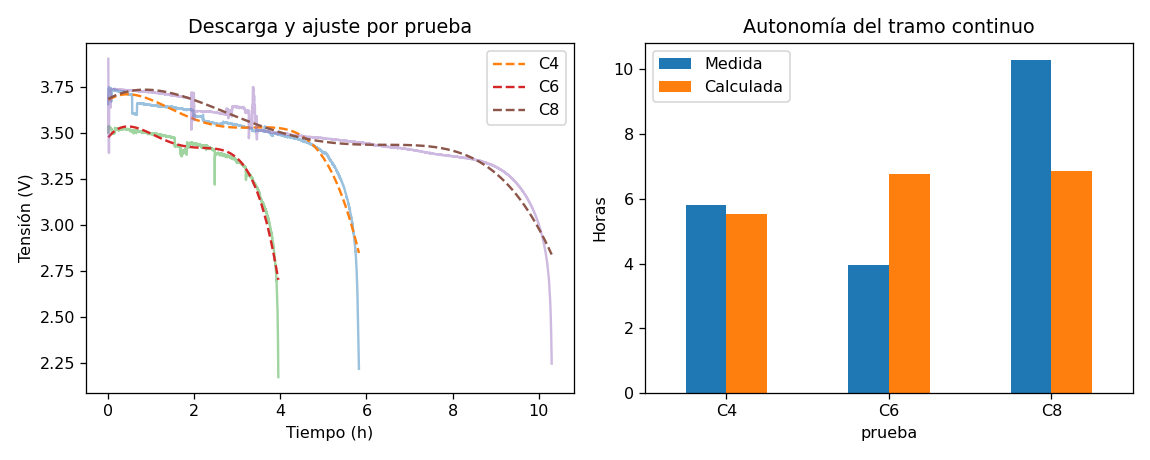 Descarga y ajuste por prueba
C4
C6
C8
3.75
3.50
3.25
3.00
2.75
2.50
2.25
Tensión (V)
0
2
4
6
8
10
Tiempo (h)
Autonomía del tramo continuo
Medida
Calculada
10
8
6
4
2
0
Horas
C4
C6
C8
prueba